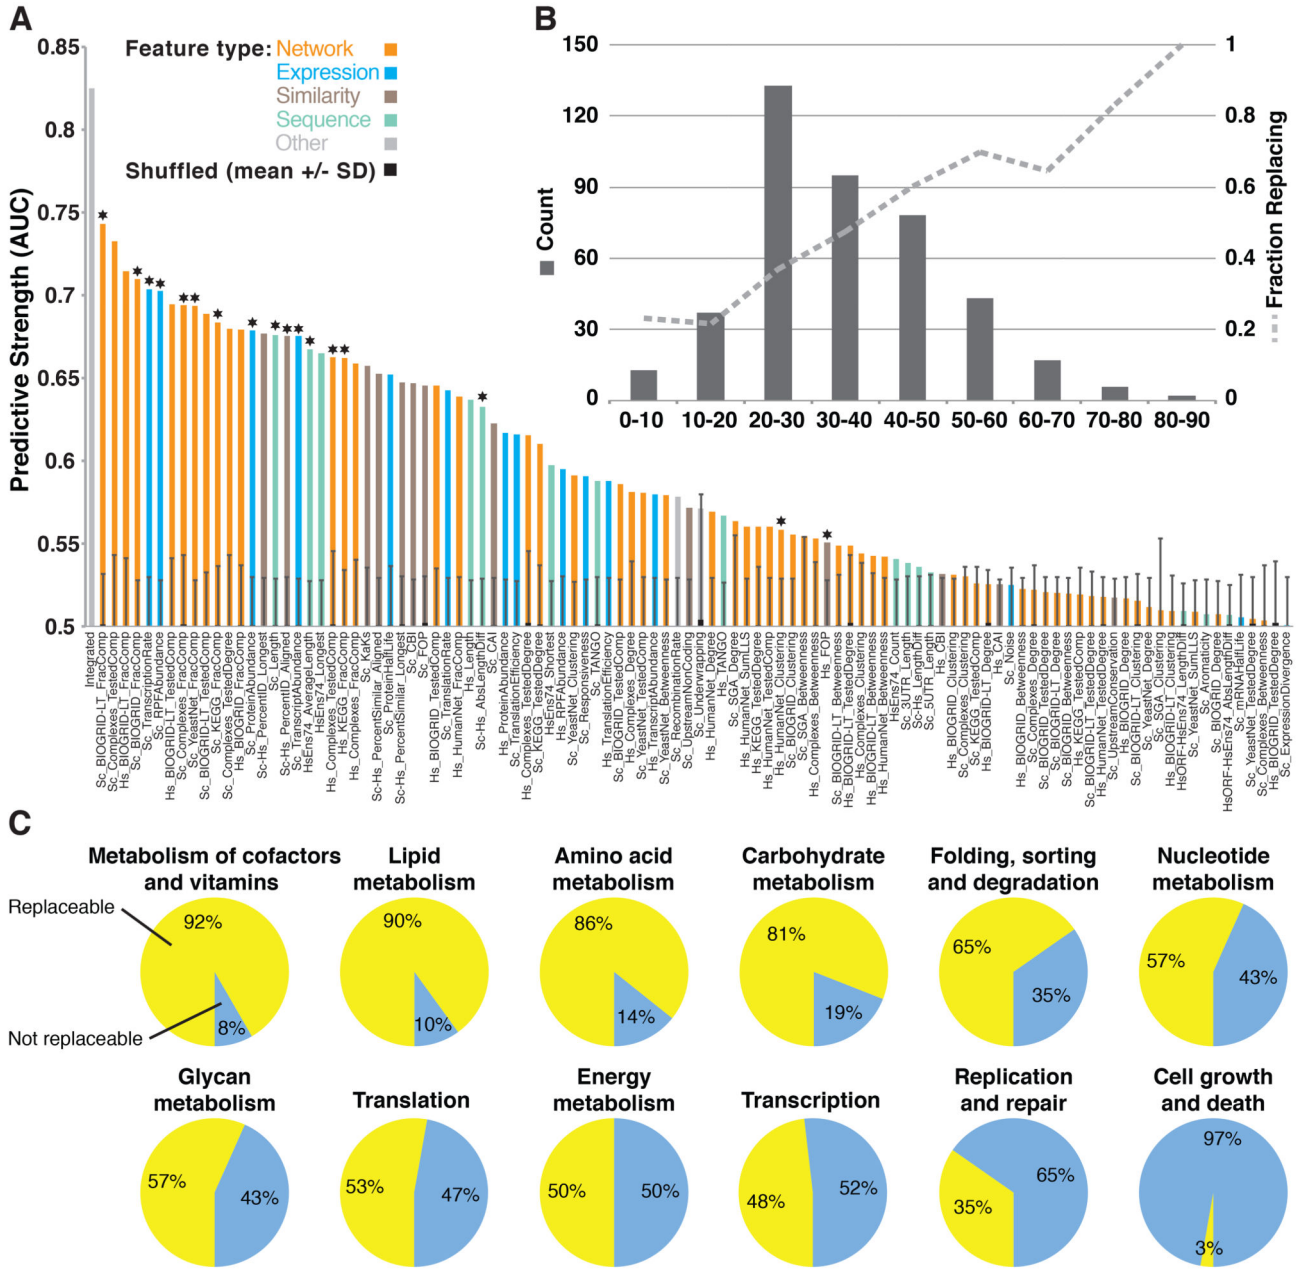 A
B
0.85
0.8
0.75
0.7
0.65
0.6
0.55
0.5
Predictive Strength (AUC)
Feature type: Network
Expression
Similarity
Sequence
Other
Shuffled (mean +/- SD)
150
120
90
60
30
0
Count
1
0.8
0.6
0.4
0.2
0
Fraction Replacing
0-10 10-20 20-30 30-40 40-50 50-60 60-70 70-80 80-90
Integrated
Sc_BIOGRID-LT_FracComp
Sc_Complexes_TestedComp
Hs_BIOGRID-LT_FracComp
Sc_BIOGRID_FracComp
Sc_TranscriptionRate
Sc_RPFAbundance
Hs_BIOGRID-LT_TestedComp
Sc_Complexes_FracComp
Sc_YeastNet_FracComp
Sc_BIOGRID-LT_TestedComp
Sc_KEGG_FracComp
Sc_Complexes_TestedDegree
Hs_BIOGRID_FracComp
Sc_ProteinAbundance
Sc-Hs_PercentID_Longest
Sc_Length
Sc-Hs_PercentID_Aligned
Sc_TranscriptAbundance
HsEns74_AverageLength
HsEns74_Longest
Hs_Complexes_TestedComp
Hs_KEGG_FracComp
Hs_Complexes_FracComp
Sc_KaKs
Sc-Hs_PercentSimilar_Aligned
Sc_ProteinHalfLife
Sc-Hs_PercentSimilar_Longest
Sc_CBI
Sc_FOP
Hs_BIOGRID_TestedComp
Sc_TranslationRate
Hs_HumanNet_FracComp
Hs_Length
Sc-Hs_AbsLengthDiff
Sc_CAI
Hs_ProteinAbundance
Sc_TranslationEfficiency
Hs_Complexes_TestedDegree
Sc_KEGG_TestedDegree
HsEns74_Shortest
Hs_RPFAbundance
Sc_YeastNet_Clustering
Sc_Responsiveness
Sc_TANGO
Hs_TranslationEfficiency
Sc_BIOGRID_TestedComp
Hs_Complexes_Degree
Sc_YeastNet_TestedComp
Hs_TranscriptAbundance
Sc_YeastNet_Betweenness
Sc_RecombinationRate
Sc_UpstreamNonCoding
Sc_Underwrapping
Hs_HumanNet_Degree
Hs_TANGO
Sc_SGA_Degree
Hs_HumanNet_SumLLS
Hs_KEGG_TestedDegree
Hs_HumanNet_TestedDegree
Hs_HumanNet_Clustering
Sc_BIOGRID_Clustering
Sc_SGA_Betweenness
Hs_Complexes_Betweenness
Hs_FOP
Sc_BIOGRID-LT_Betweenness
Hs_BIOGRID-LT_TestedDegree
Hs_Complexes_Clustering
Hs_BIOGRID-LT_Betweenness
Hs_HumanNet_Betweenness
HsEns74_Count
Sc_3UTR_Length
Sc-Hs_LengthDiff
Sc_5UTR_Length
Hs_CBI
Hs_BIOGRID_Clustering
Sc_Complexes_Clustering
Sc_KEGG_TestedComp
Hs_BIOGRID-LT_Degree
Hs_CAI
Sc_Noise
Hs_BIOGRID_Betweenness
Sc_Complexes_Degree
Sc_BIOGRID_TestedDegree
Sc_BIOGRID-LT_Degree
Sc_BIOGRID_Betweenness
Hs_KEGG_TestedComp
Sc_BIOGRID-LT_TestedDegree
Hs_HumanNet_TestedComp
Sc_UpstreamConservation
Hs_BIOGRID_Degree
Sc_BIOGRID-LT_Clustering
Sc_YeastNet_Degree
SGA_Clustering
Hs_BIOGRID-LT_Clustering
HsORF-HsEns74_LengthDiff
Sc_YeastNet_SumLLS
Sc_Aromaticity
Sc_BIOGRID_Degree
HsORF-HsEns74_AbsLengthDiff
Sc_mRNAHalfLife
Sc_YeastNet_TestedDegree
Sc_Complexes_Betweenness
Hs_BIOGRID_TestedDegree
Sc_ExpressionDivergence
C
Metabolism of cofactors
and vitamins
Lipid
metabolism
Amino acid
metabolism
Carbohydrate
metabolism
Folding, sorting
and degradation
Nucleotide
metabolism
Replaceable
Not replaceable
92%
8%
90%
10%
86%
14%
81%
19%
65%
35%
57%
43%
Glycan
metabolism
Translation
Energy
metabolism
Transcription
Replication
and repair
Cell growth
and death
57%
43%
53%
47%
50%
50%
48%
52%
35%
65%
97%
3%